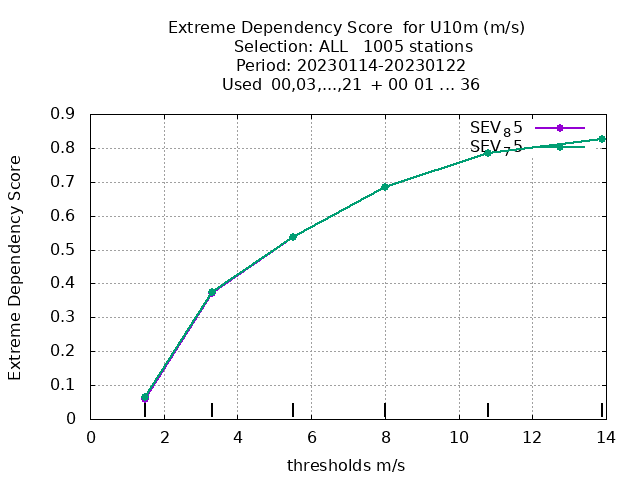 Extreme Dependency Score  for U10m (m/s)
Selection: ALL   1005 stations
Period: 20230114-20230122
Used  00,03,...,21  + 00 01 ... 36
SEV_85
SEV_75
Extreme Dependency Score
0.9
0.8
0.7
0.6
0.5
0.4
0.3
0.2
0.1
0
0 2 4 6 8 10 12 14
thresholds m/s